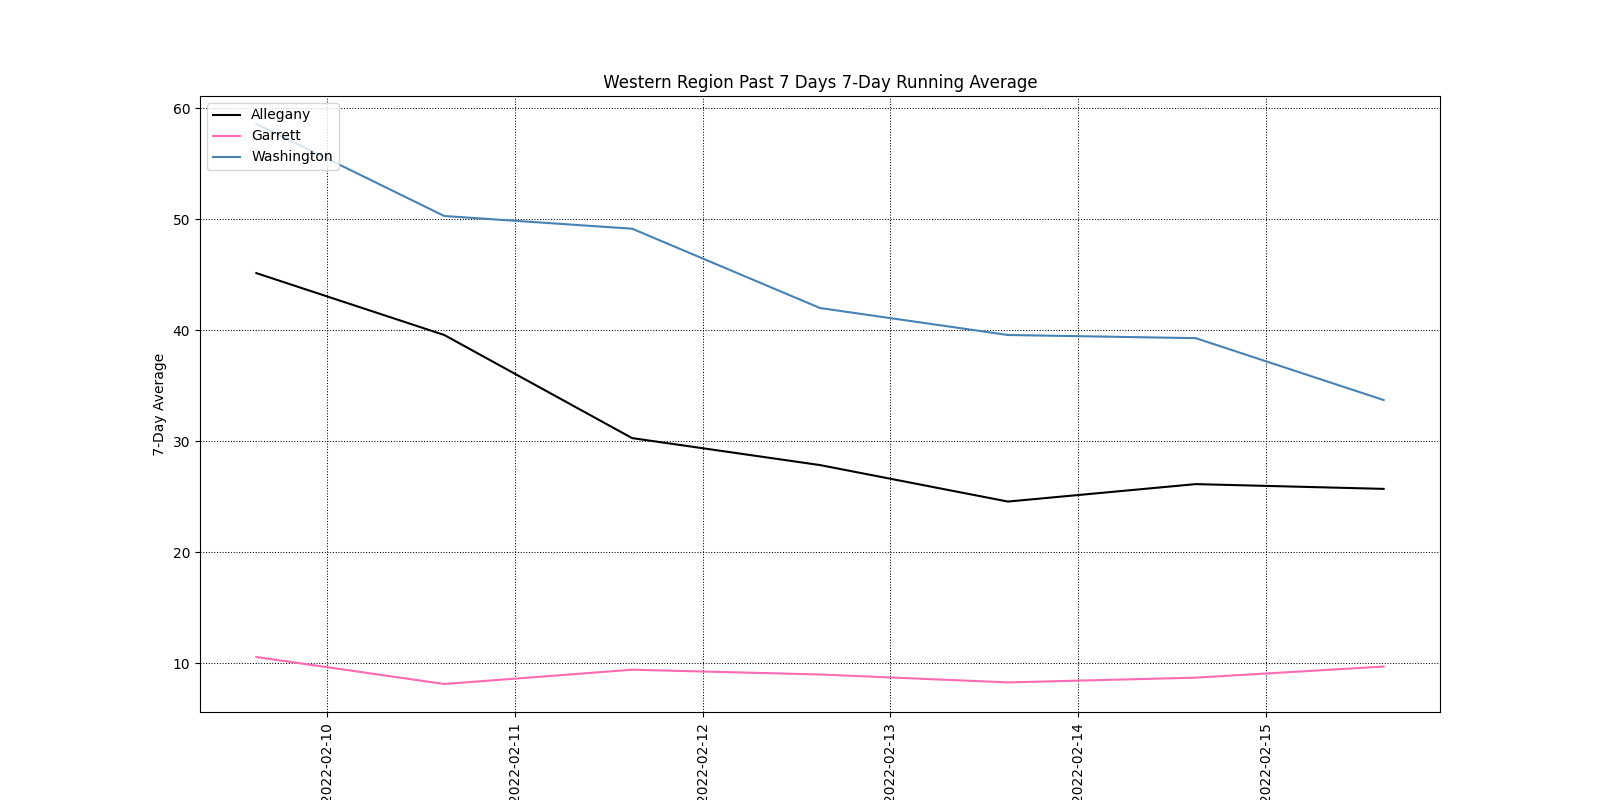 Western Region Past 7 Days 7-Day Running Average
Allegany
Garrett
Washington
60
50
40
30
20
10
7-Day Average
2022-02-10
2022-02-11
2022-02-12
2022-02-13
2022-02-14
2022-02-15